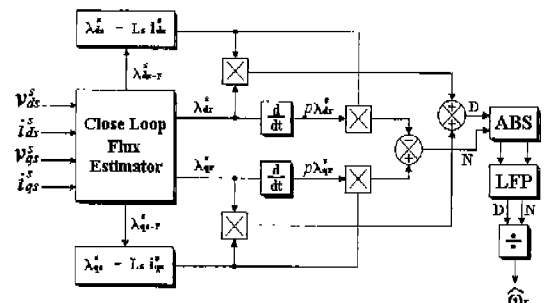 λˢds − Ls iˢds
λˢds-F
vˢds
iˢds
vˢqs
iˢqs
Close Loop
Flux
Estimator
λˢdr
d
dt
pλˢdr
λˢqr
d
dt
pλˢqr
λˢqs-F
λˢqs − Ls iˢqs
D
N
ABS
LFP
D N
÷
ω̂r